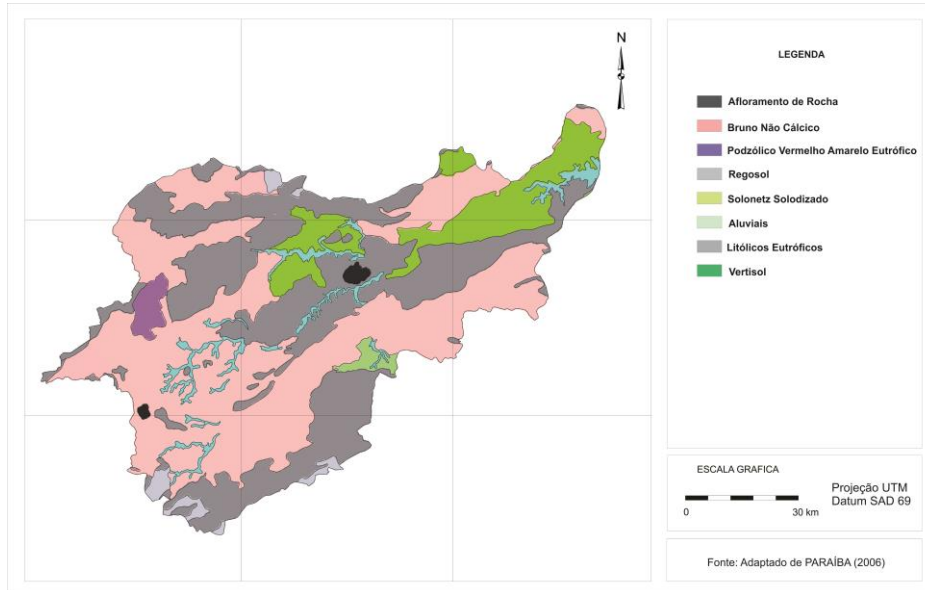 N
LEGENDA
Afloramento de Rocha
Bruno Não Cálcico
Podzólico Vermelho Amarelo Eutrófico
Regosol
Solonetz Solodizado
Aluviais
Litólicos Eutróficos
Vertisol
ESCALA GRAFICA
0 30 km
Projeção UTM
Datum SAD 69
Fonte: Adaptado de PARAÍBA (2006)